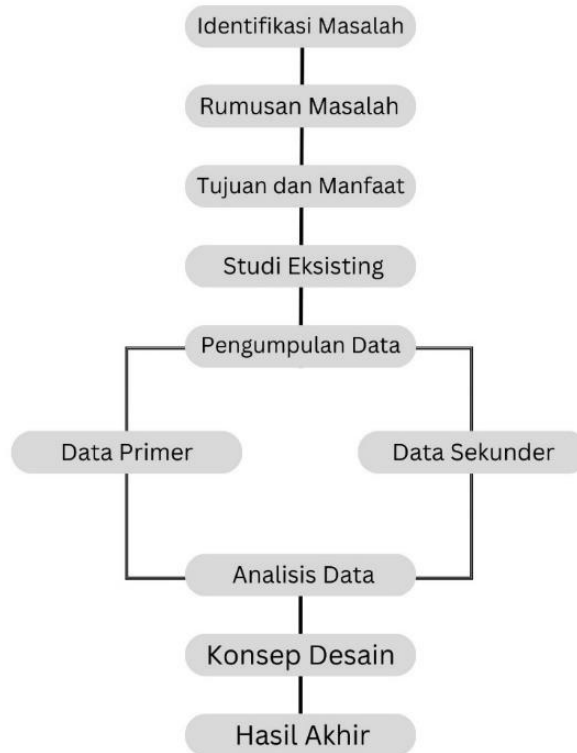 Identifikasi Masalah
Rumusan Masalah
Tujuan dan Manfaat
Studi Eksisting
Pengumpulan Data
Data Primer
Data Sekunder
Analisis Data
Konsep Desain
Hasil Akhir